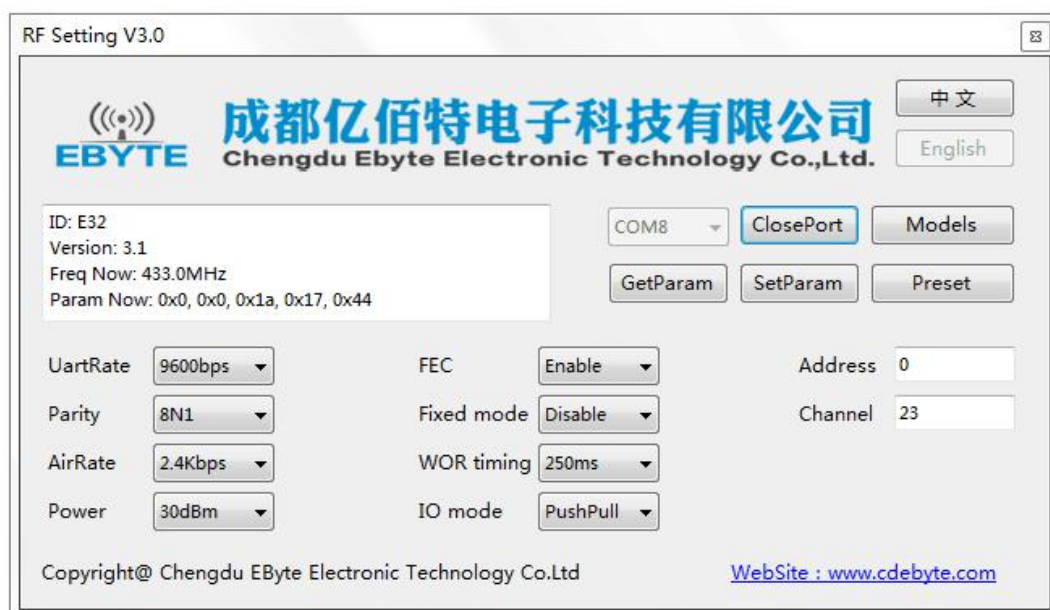 RF Setting V3.0
EBYTE
成都亿佰特电子科技有限公司
Chengdu Ebyte Electronic Technology Co.,Ltd.
中文
English
ID: E32
Version: 3.1
Freq Now: 433.0MHz
Param Now: 0x0, 0x0, 0x1a, 0x17, 0x44
COM8 ClosePort Models
GetParam SetParam Preset
UartRate 9600bps FEC Enable Address 0
Parity 8N1 Fixed mode Disable Channel 23
AirRate 2.4Kbps WOR timing 250ms
Power 30dBm IO mode PushPull
Copyright@ Chengdu EByte Electronic Technology Co.Ltd WebSite : www.cdebyte.com